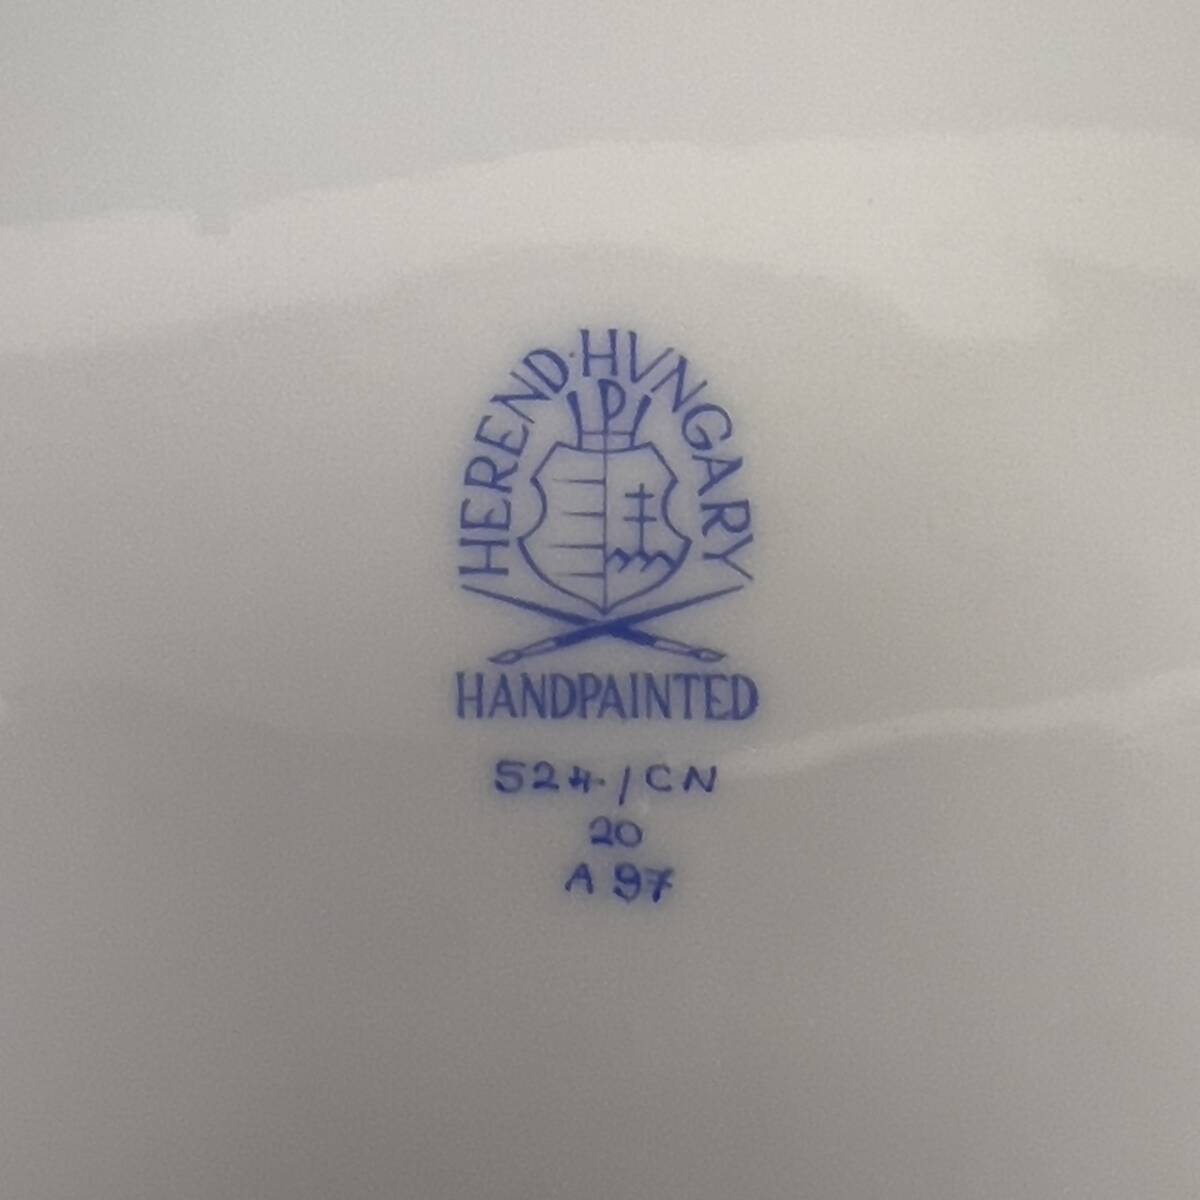 HEREND·HVNGARY
P
HANDPAINTED
524/CN
20
A 97